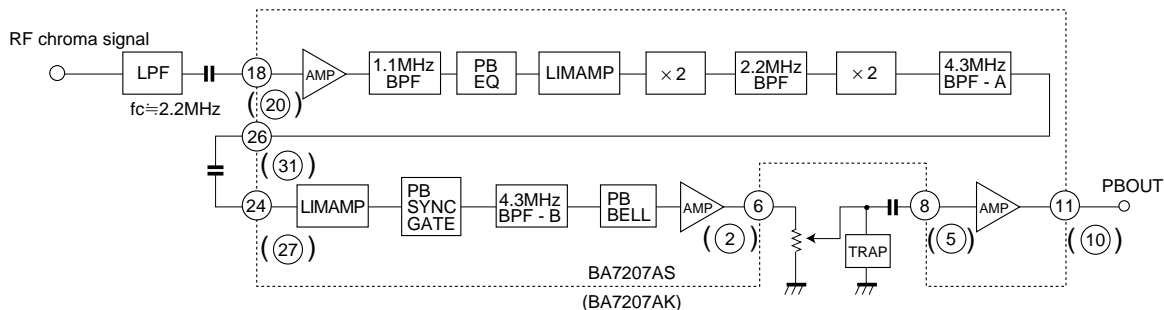 RF chroma signal
LPF
fc≒2.2MHz
18
(20)
AMP
1.1MHz
BPF
PB
EQ
LIMAMP
×2
2.2MHz
BPF
×2
4.3MHz
BPF - A
26
(31)
24
(27)
LIMAMP
PB
SYNC
GATE
4.3MHz
BPF - B
PB
BELL
AMP
6
(2)
TRAP
8
(5)
AMP
11
(10)
PBOUT
BA7207AS
(BA7207AK)